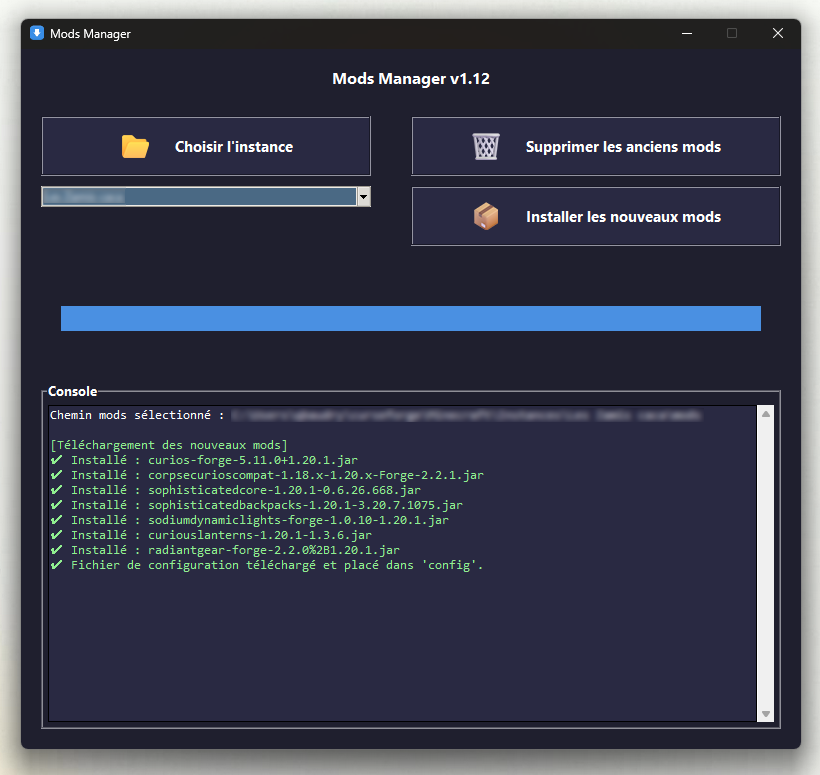 Mods Manager
Mods Manager v1.12
Choisir l'instance
Supprimer les anciens mods
Installer les nouveaux mods
Console
Chemin mods sélectionné :
[Téléchargement des nouveaux mods]
✔ Installé : curios-forge-5.11.0+1.20.1.jar
✔ Installé : corpsecurioscompat-1.18.x-1.20.x-Forge-2.2.1.jar
✔ Installé : sophisticatedcore-1.20.1-0.6.26.668.jar
✔ Installé : sophisticatedbackpacks-1.20.1-3.20.7.1075.jar
✔ Installé : sodiumdynamiclights-forge-1.0.10-1.20.1.jar
✔ Installé : curiouslanterns-1.20.1-1.3.6.jar
✔ Installé : radiantgear-forge-2.2.0%2B1.20.1.jar
✔ Fichier de configuration téléchargé et placé dans 'config'.